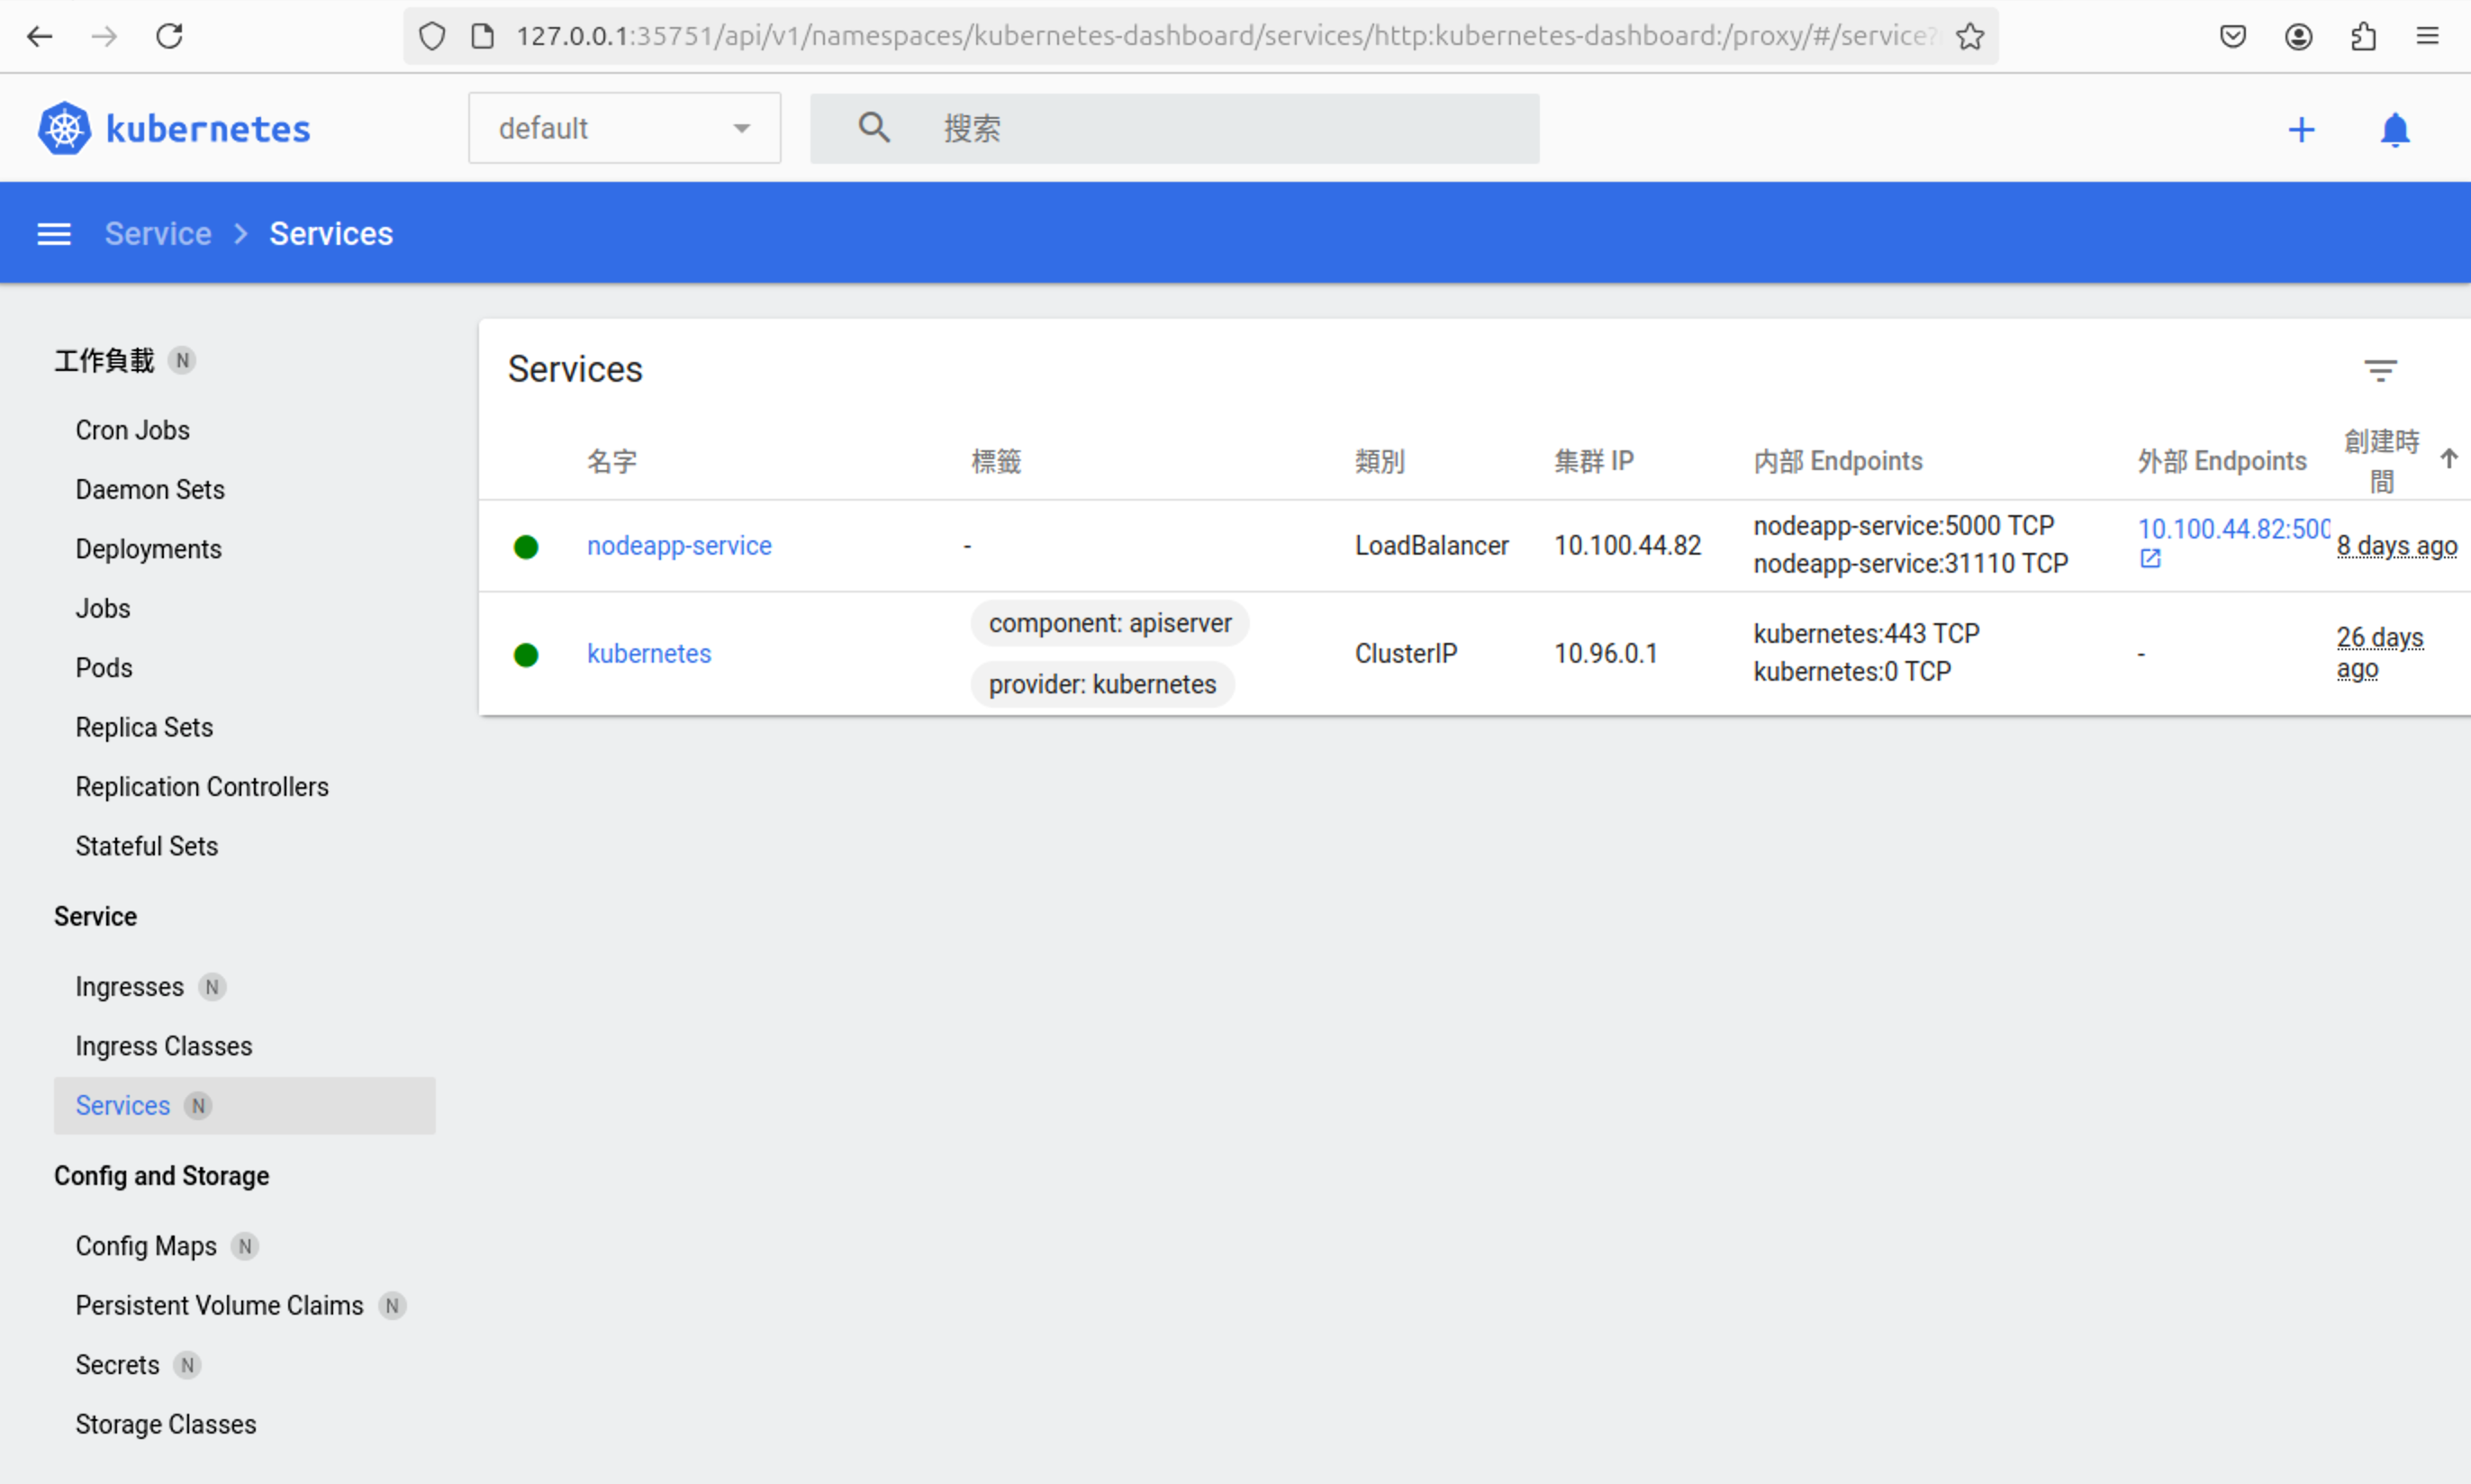 127.0.0.1:35751/api/v1/namespaces/kubernetes-dashboard/services/http:kubernetes-dashboard:/proxy/#/service?
kubernetes
default
搜索
Service
Services
工作負載 N
Cron Jobs
Daemon Sets
Deployments
Jobs
Pods
Replica Sets
Replication Controllers
Stateful Sets
Service
Ingresses N
Ingress Classes
Services N
Config and Storage
Config Maps N
Persistent Volume Claims N
Secrets N
Storage Classes
Services
名字 標籤 類別 集群 IP 内部 Endpoints 外部 Endpoints 創建時
間
nodeapp-service - LoadBalancer 10.100.44.82 nodeapp-service:5000 TCP 10.100.44.82:500 8 days ago
nodeapp-service:31110 TCP
kubernetes component: apiserver ClusterIP 10.96.0.1 kubernetes:443 TCP - 26 days
provider: kubernetes kubernetes:0 TCP ago